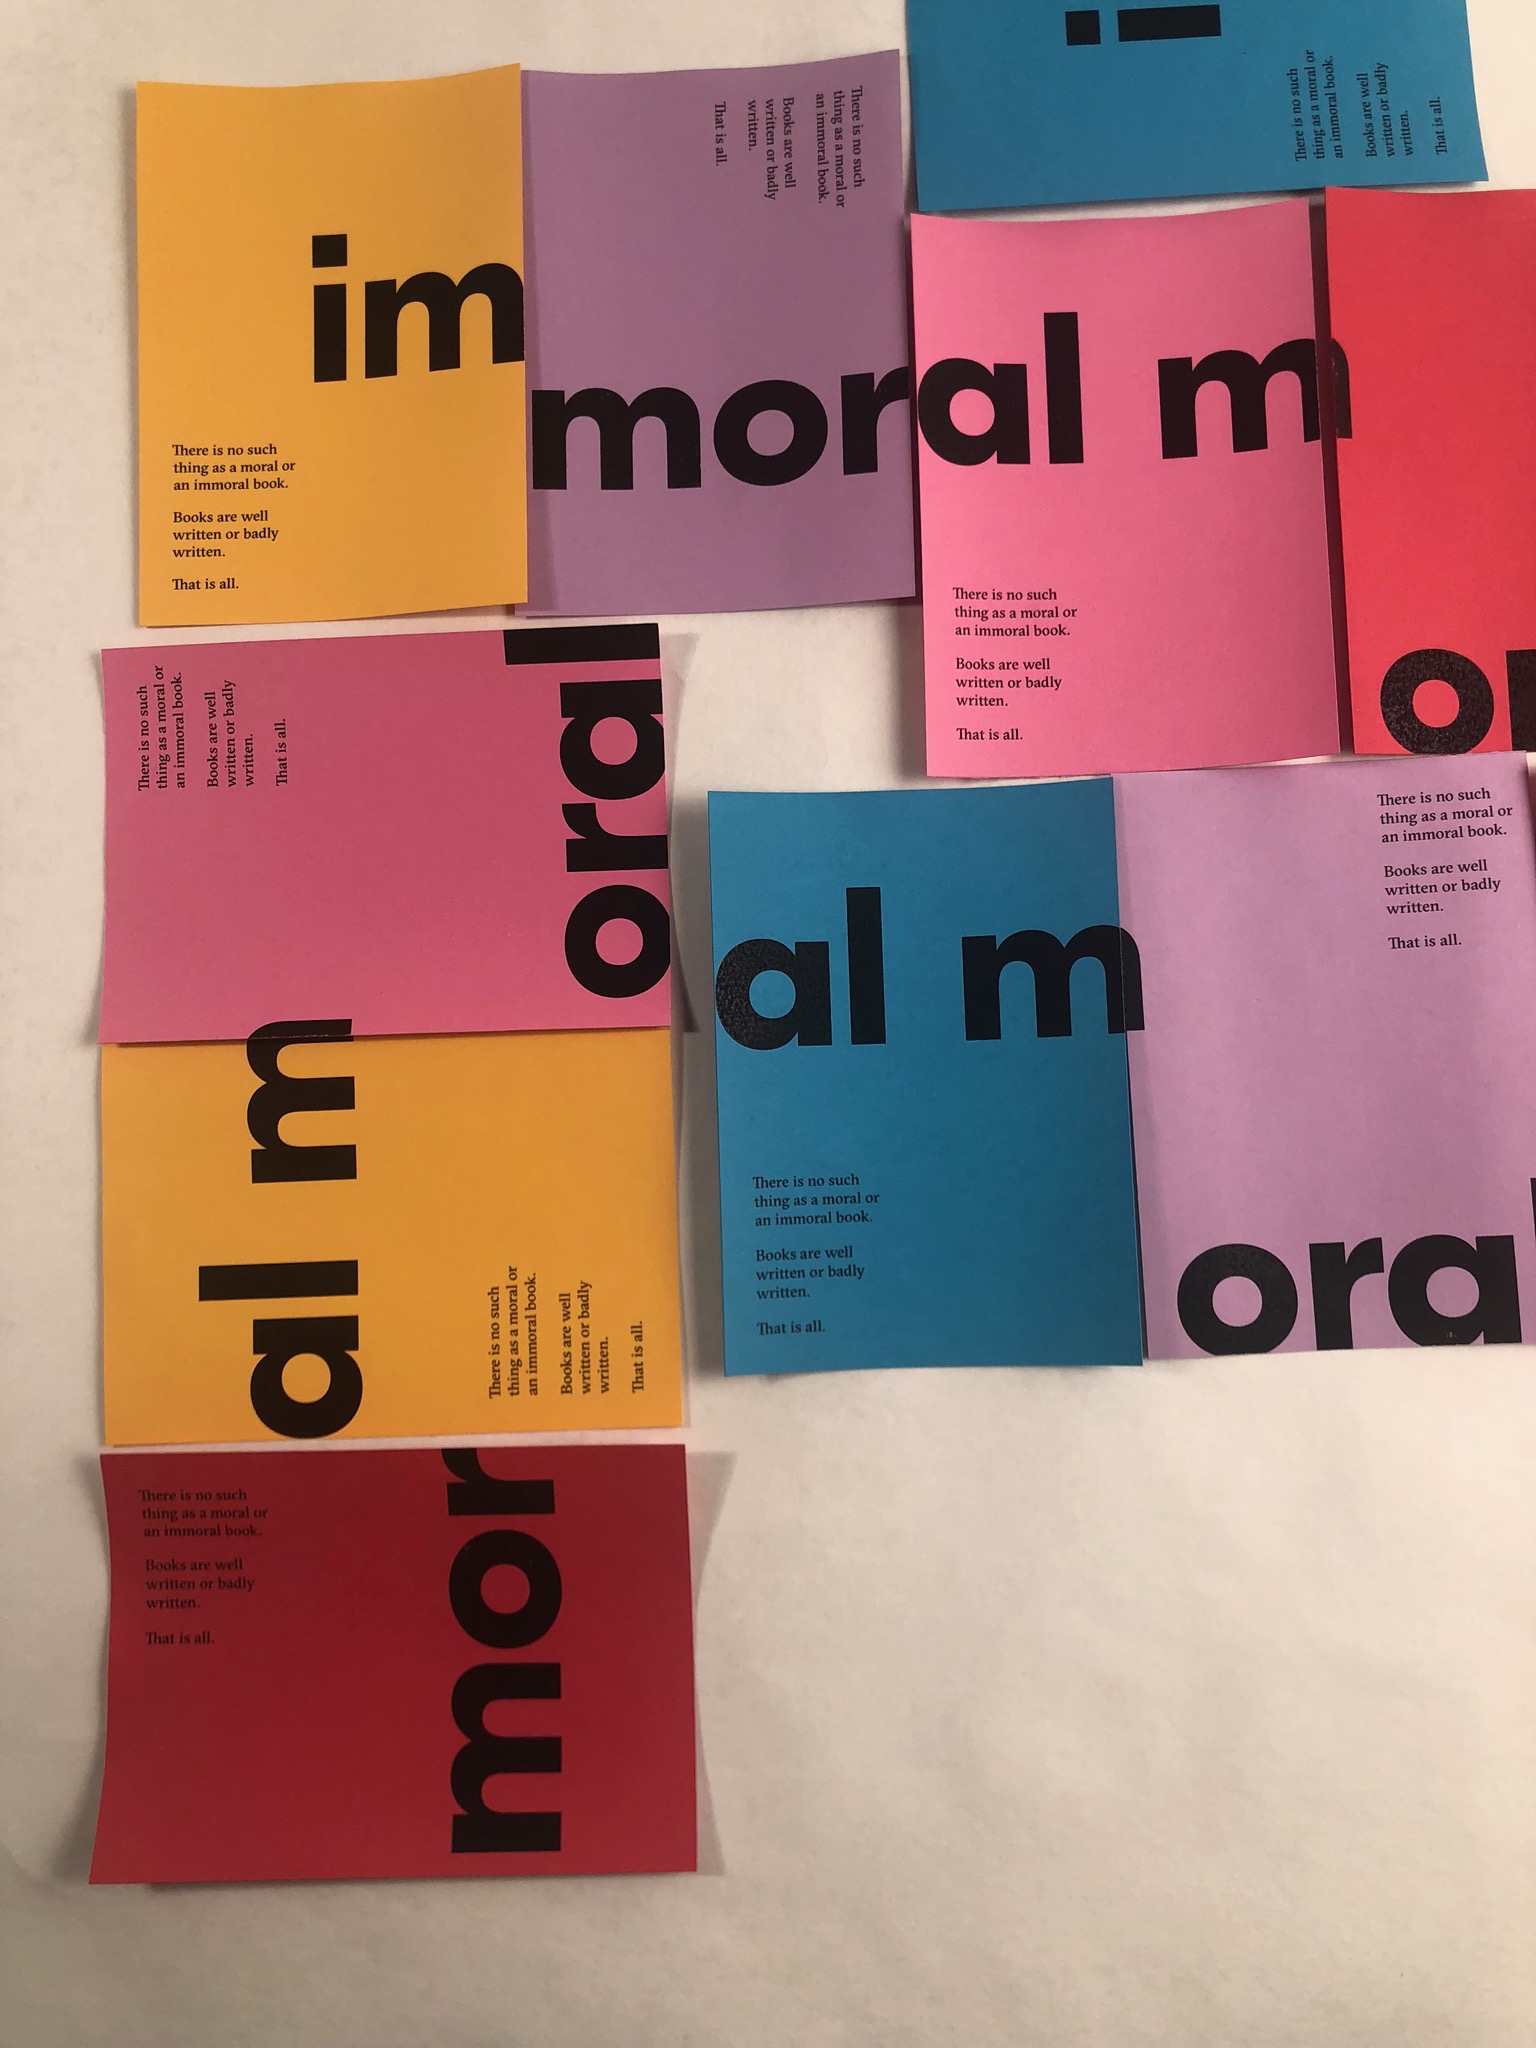 im
There is no such
thing as a moral or
an immoral book.
Books are well
written or badly
written.
That is all.
There is no such
thing as a moral or
an immoral book.
Books are well
written or badly
written.
That is all.
mor
i
There is no such
thing as a moral or
an immoral book.
Books are well
written or badly
written.
That is all.
al m
There is no such
thing as a moral or
an immoral book.
Books are well
written or badly
written.
That is all.
or
There is no such
thing as a moral or
an immoral book.
Books are well
written or badly
written.
That is all.
oral
al m
There is no such
thing as a moral or
an immoral book.
Books are well
written or badly
written.
That is all.
There is no such
thing as a moral or
an immoral book.
Books are well
written or badly
written.
That is all.
oral
al m
There is no such
thing as a moral or
an immoral book.
Books are well
written or badly
written.
That is all.
There is no such
thing as a moral or
an immoral book.
Books are well
written or badly
written.
That is all.
mor